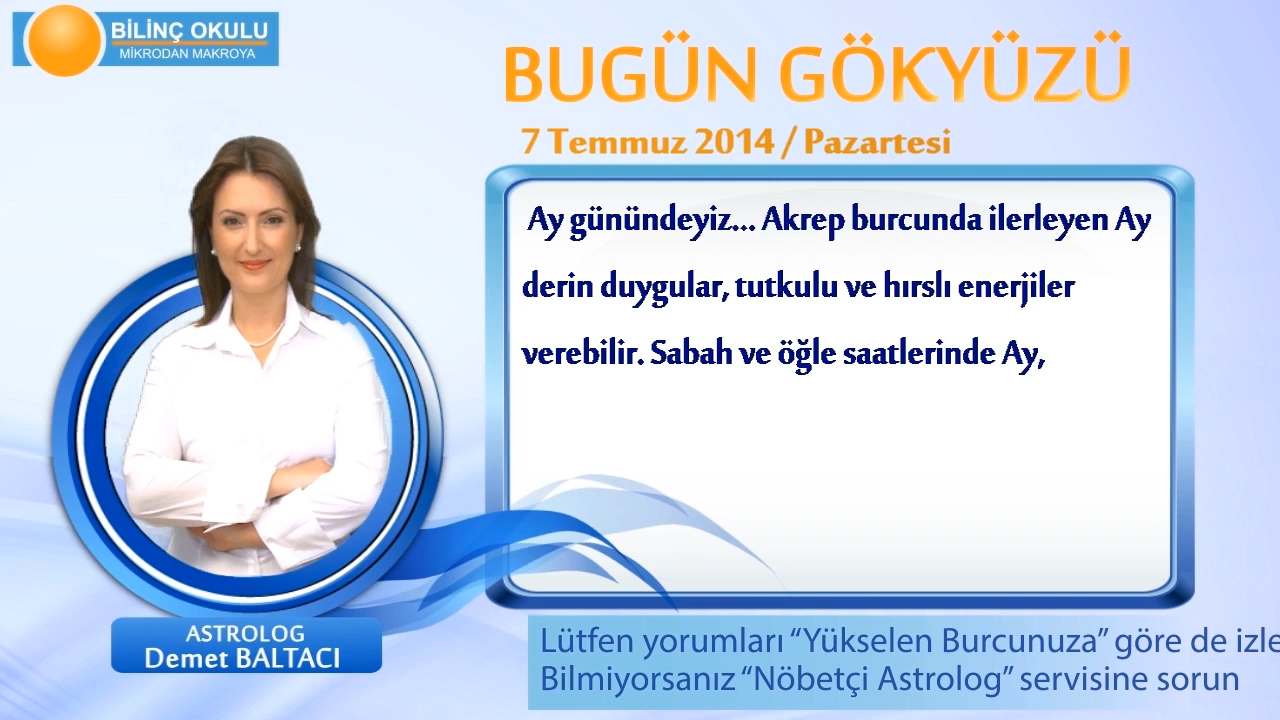 BİLİNÇ OKULU
MİKRODAN MAKROYA
BUGÜN GÖKYÜZÜ
7 Temmuz 2014 / Pazartesi
Ay günündeyiz... Akrep burcunda ilerleyen Ay
derin duygular, tutkulu ve hırslı enerjiler
verebilir. Sabah ve öğle saatlerinde Ay,
ASTROLOG
Demet BALTACI
Lütfen yorumları “Yükselen Burcunuza” göre de izle
Bilmiyorsanız “Nöbetçi Astrolog” servisine sorun